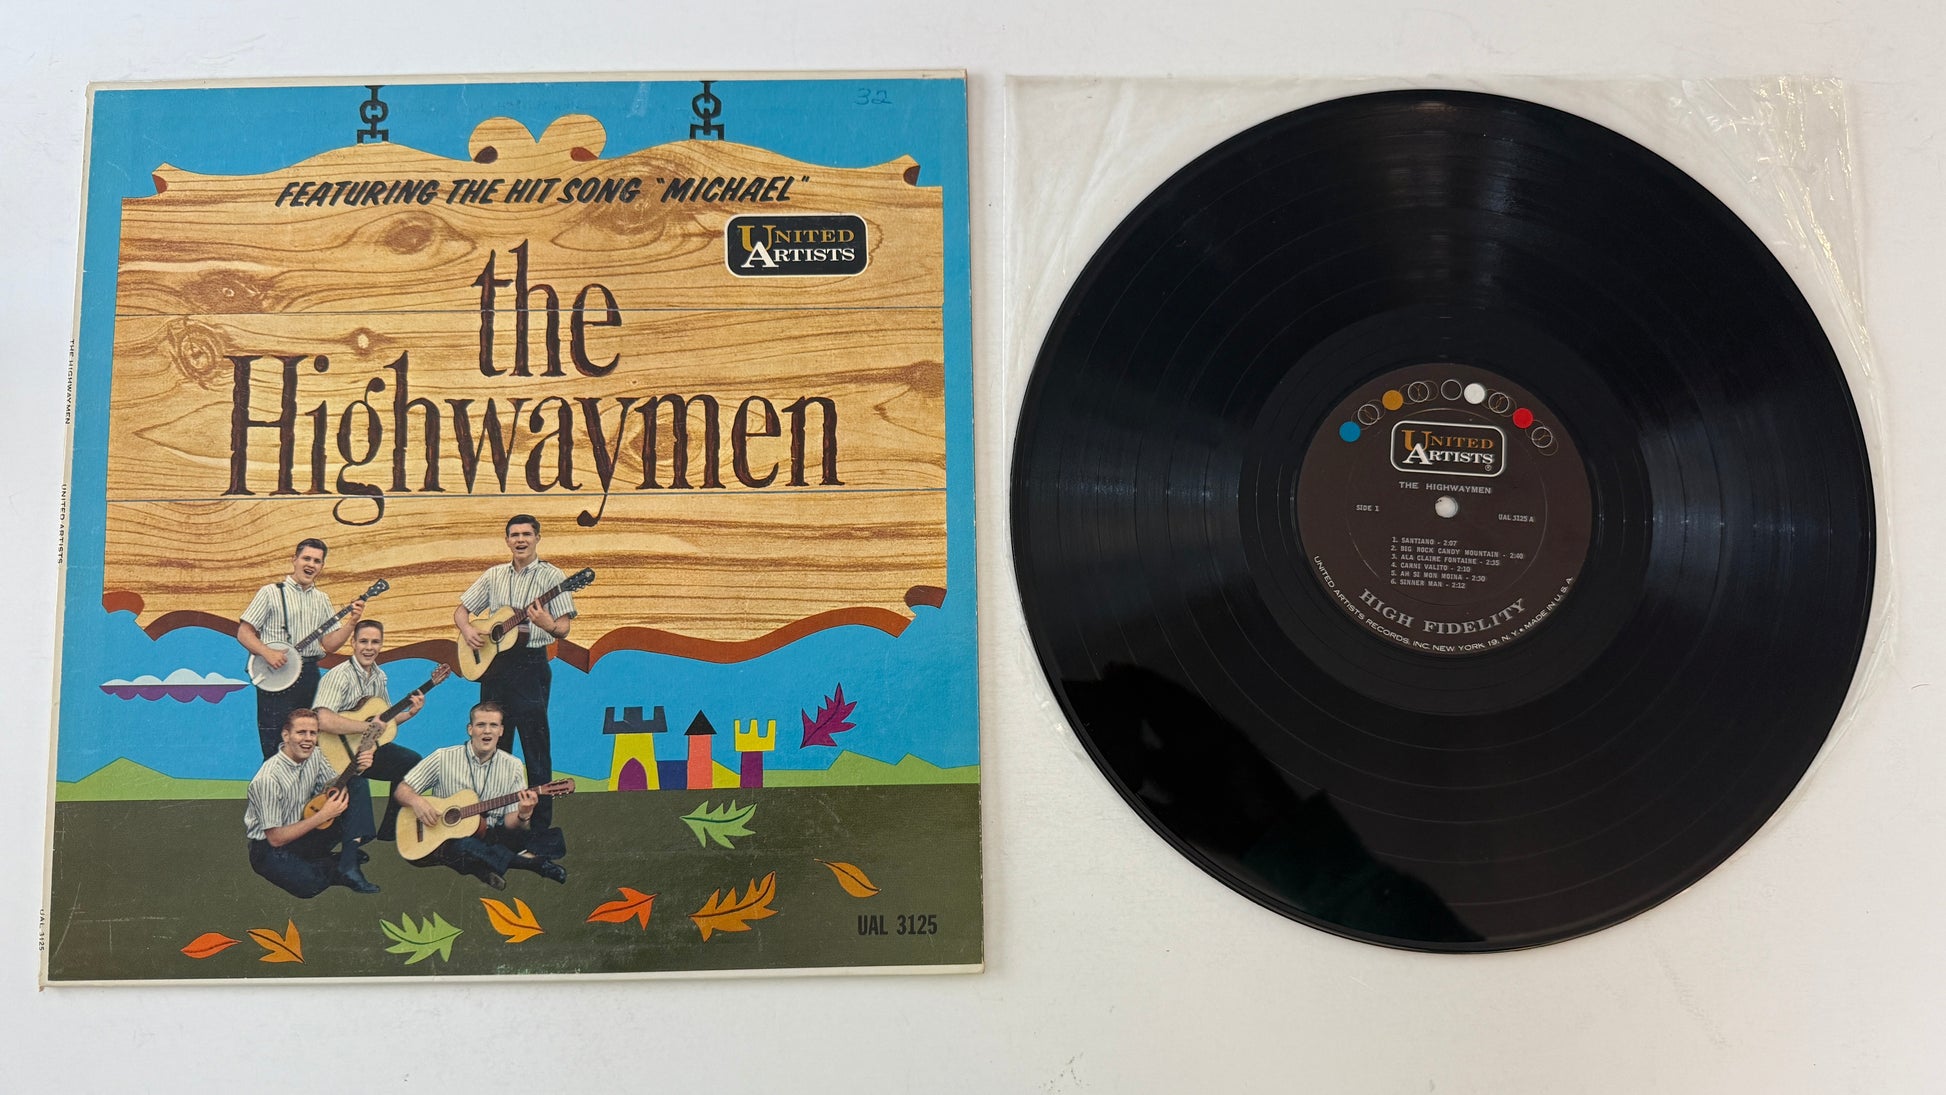 32
FEATURING THE HIT SONG "MICHAEL"
UNITED
ARTISTS
the
Highwaymen
UAL 3125
THE HIGHWAYMEN
UNITED ARTISTS
UAL 3125
UNITED
ARTISTS®
THE HIGHWAYMEN
SIDE 1
UAL 3125 A
1. SANTIANO - 2:07
2. BIG ROCK CANDY MOUNTAIN - 2:40
3. ALA CLAIRE FONTAINE - 2:35
4. CARNI VALITO - 2:10
5. AH SI MON MOINA - 2:30
6. SINNER MAN - 2:12
HIGH FIDELITY
UNITED ARTISTS RECORDS, INC. NEW YORK 19, N.Y. • MADE IN U.S.A.